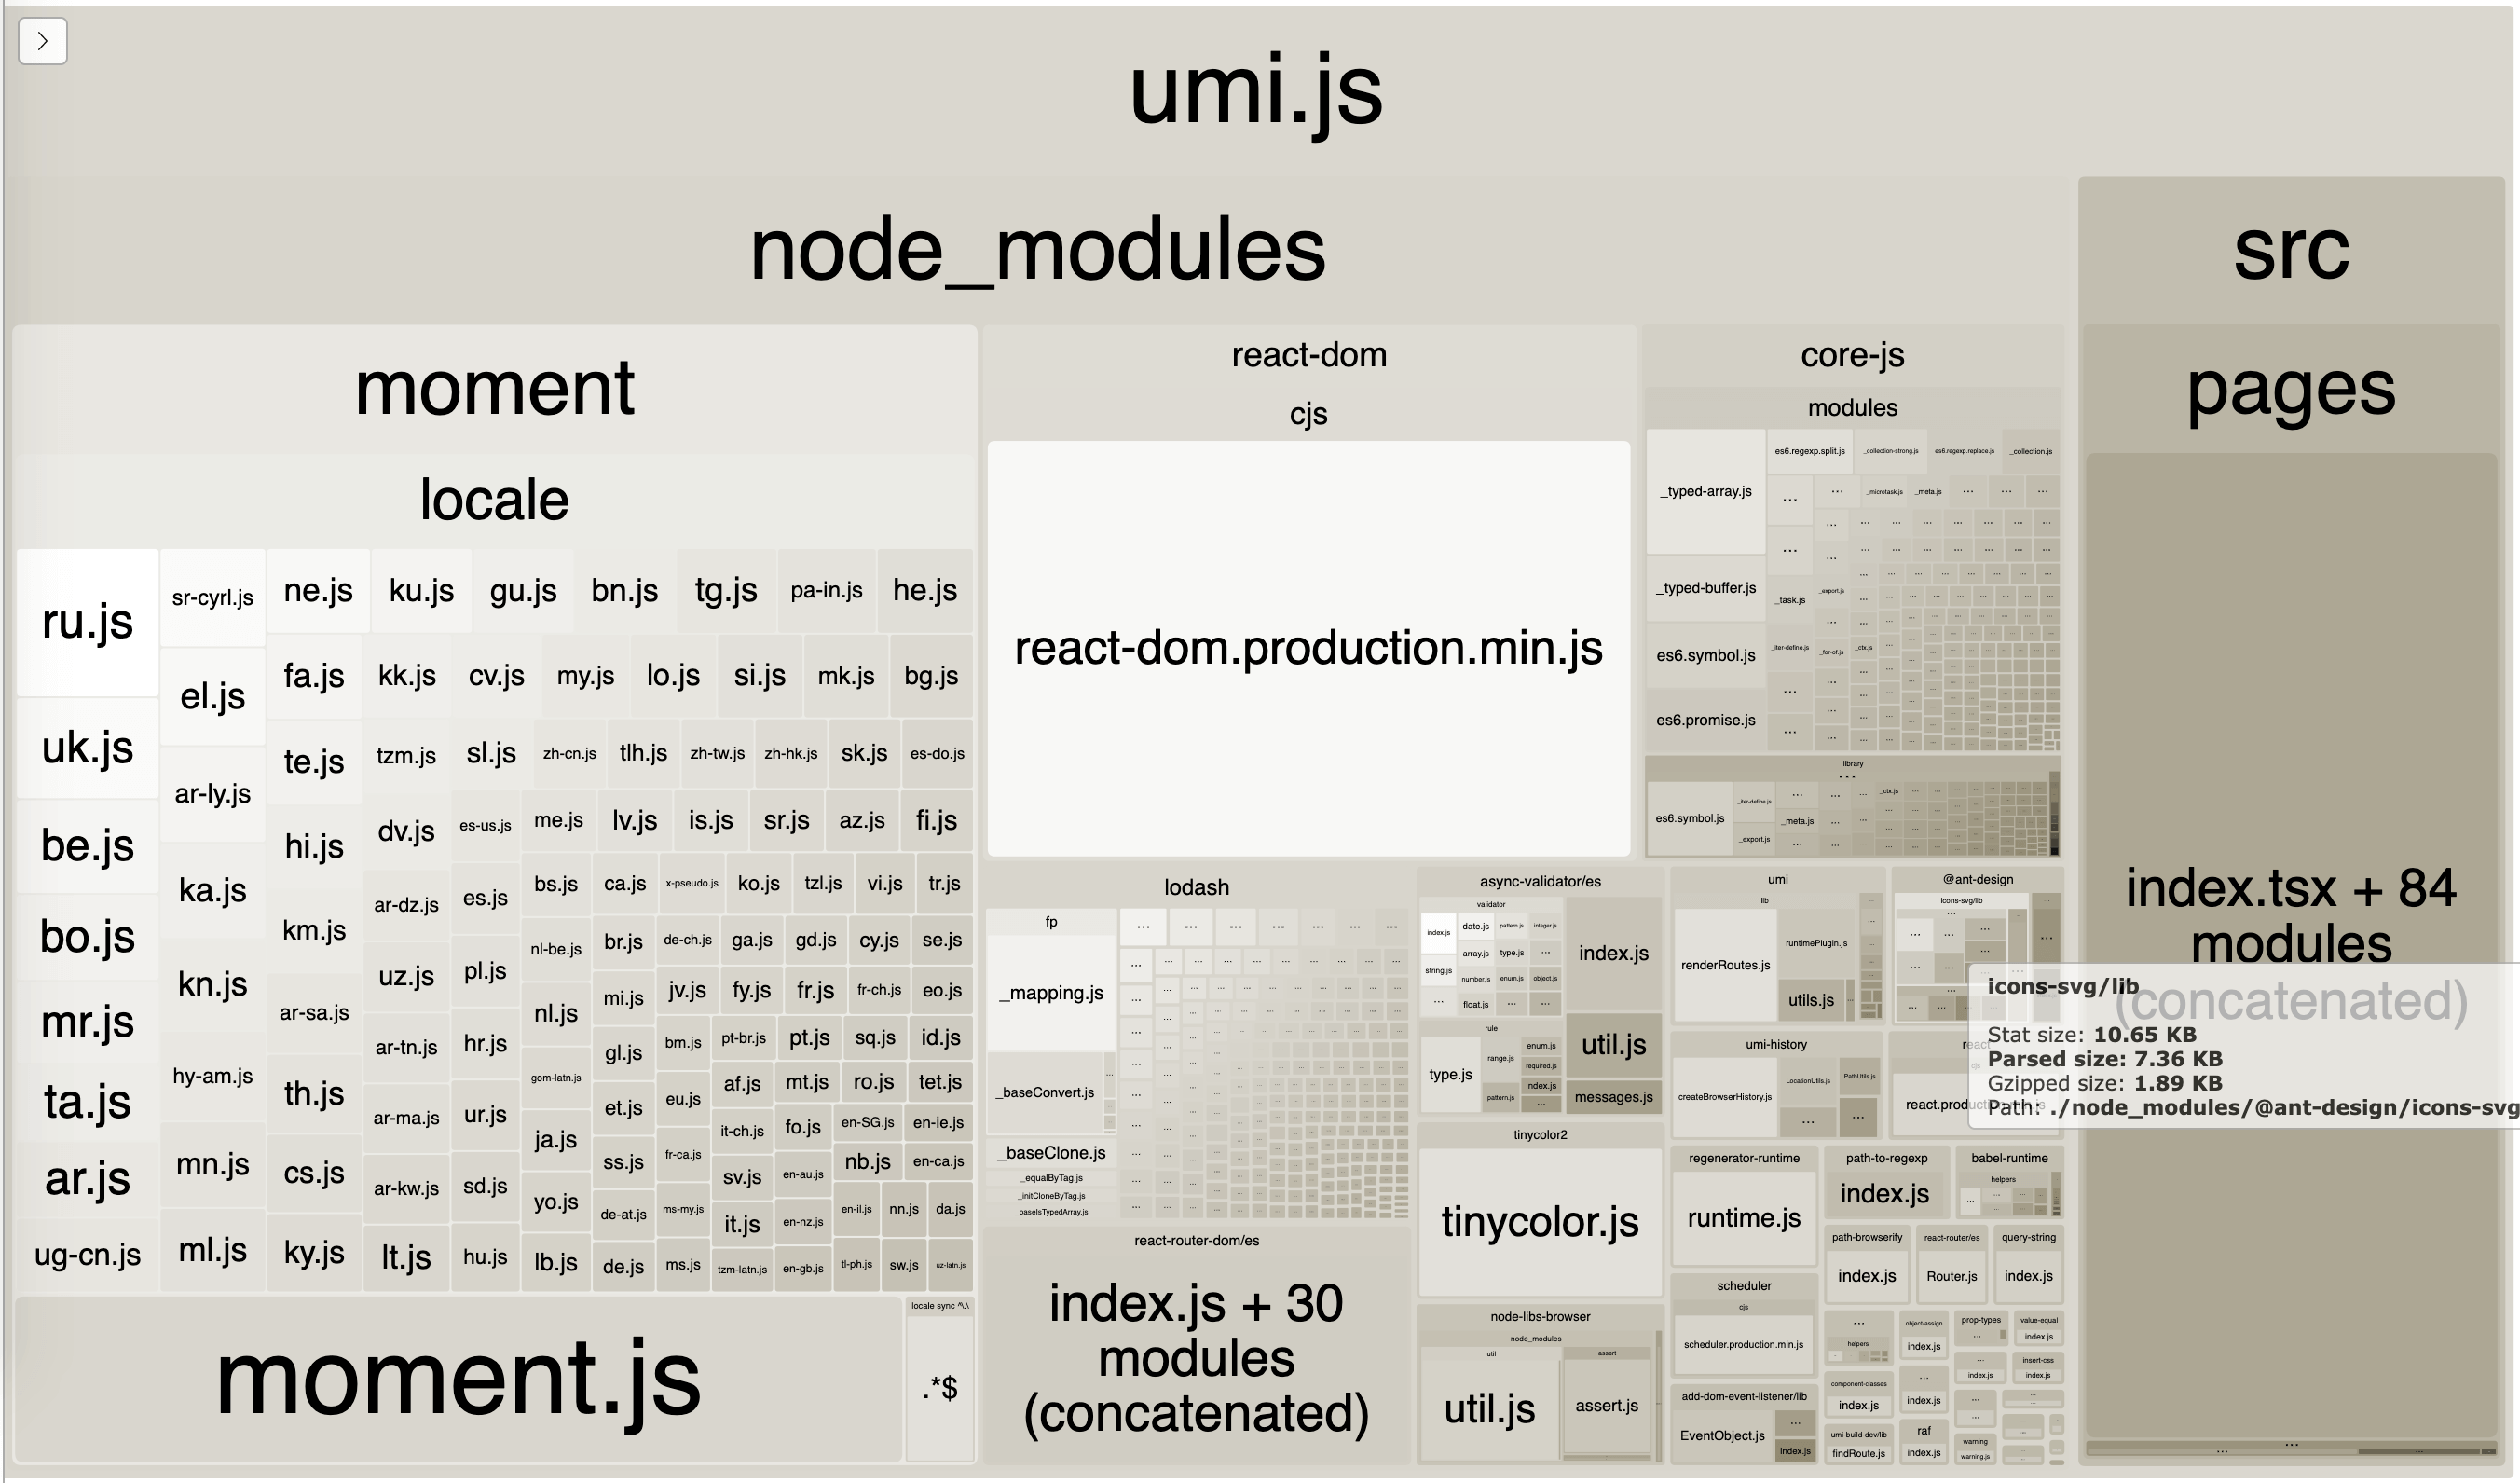 umi.js
node_modules
src
moment
react-dom
core-js
pages
locale
cjs
modules
ru.js
uk.js
be.js
bo.js
mr.js
ta.js
ar.js
ug-cn.js
sr-cyrl.js
el.js
ar-ly.js
ka.js
kn.js
hy-am.js
mn.js
ml.js
ne.js
ku.js
gu.js
bn.js
tg.js
pa-in.js
he.js
fa.js
kk.js
cv.js
my.js
lo.js
si.js
mk.js
bg.js
te.js
tzm.js
sl.js
zh-cn.js
tlh.js
zh-tw.js
zh-hk.js
sk.js
es-do.js
hi.js
dv.js
es-us.js
me.js
lv.js
is.js
sr.js
az.js
fi.js
km.js
ar-dz.js
es.js
bs.js
ca.js
x-pseudo.js
ko.js
tzl.js
vi.js
tr.js
ar-sa.js
uz.js
pl.js
nl-be.js
br.js
de-ch.js
ga.js
gd.js
cy.js
se.js
th.js
ar-tn.js
hr.js
nl.js
mi.js
jv.js
fy.js
fr.js
fr-ch.js
eo.js
cs.js
ar-ma.js
ur.js
gom-latn.js
gl.js
bm.js
pt-br.js
pt.js
sq.js
id.js
ky.js
ar-kw.js
sd.js
ja.js
et.js
eu.js
af.js
mt.js
ro.js
tet.js
lt.js
hu.js
yo.js
ss.js
fr-ca.js
it-ch.js
fo.js
en-SG.js
en-ie.js
lb.js
de-at.js
ms-my.js
sv.js
en-au.js
nb.js
en-ca.js
de.js
ms.js
it.js
en-nz.js
en-il.js
nn.js
da.js
tzm-latn.js
en-gb.js
tl-ph.js
sw.js
uz-latn.js
moment.js
locale sync ^\.\
.*$
react-dom.production.min.js
_typed-array.js
_typed-buffer.js
es6.symbol.js
es6.promise.js
es6.regexp.split.js
_collection-strong.js
es6.regexp.replace.js
_collection.js
_microtask.js
_meta.js
_task.js
_export.js
_iter-define.js
_for-of.js
_ctx.js
library
es6.symbol.js
_iter-define.js
_export.js
_meta.js
_ctx.js
lodash
fp
_mapping.js
_baseConvert.js
_baseClone.js
_equalByTag.js
_initCloneByTag.js
_baseIsTypedArray.js
react-router-dom/es
index.js + 30
modules
(concatenated)
async-validator/es
validator
index.js
date.js
pattern.js
integer.js
string.js
array.js
type.js
number.js
enum.js
object.js
float.js
index.js
rule
type.js
range.js
enum.js
required.js
pattern.js
index.js
util.js
messages.js
tinycolor2
tinycolor.js
node-libs-browser
node_modules
util
util.js
assert
assert.js
umi
lib
renderRoutes.js
runtimePlugin.js
utils.js
@ant-design
icons-svg/lib
umi-history
createBrowserHistory.js
LocationUtils.js
PathUtils.js
react
cjs
react.production.min.js
regenerator-runtime
runtime.js
path-to-regexp
index.js
babel-runtime
helpers
path-browserify
index.js
react-router/es
Router.js
query-string
index.js
scheduler
cjs
scheduler.production.min.js
helpers
object-assign
index.js
prop-types
value-equal
index.js
index.js
insert-css
index.js
add-dom-event-listener/lib
EventObject.js
index.js
component-classes
index.js
index.js
umi-build-dev/lib
findRoute.js
raf
index.js
warning
warning.js
index.tsx + 84
modules
(concatenated)
icons-svg/lib
Stat size: 10.65 KB
Parsed size: 7.36 KB
Gzipped size: 1.89 KB
Path: ./node_modules/@ant-design/icons-svg